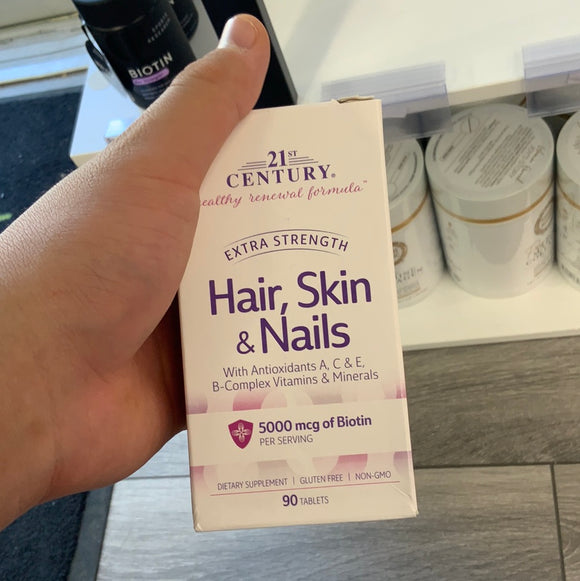 BIOTIN
21ST
CENTURY®
healthy renewal formula™
EXTRA STRENGTH
Hair, Skin
& Nails
With Antioxidants A, C & E,
B-Complex Vitamins & Minerals
5000 mcg of Biotin
PER SERVING
DIETARY SUPPLEMENT | GLUTEN FREE | NON-GMO
90 TABLETS